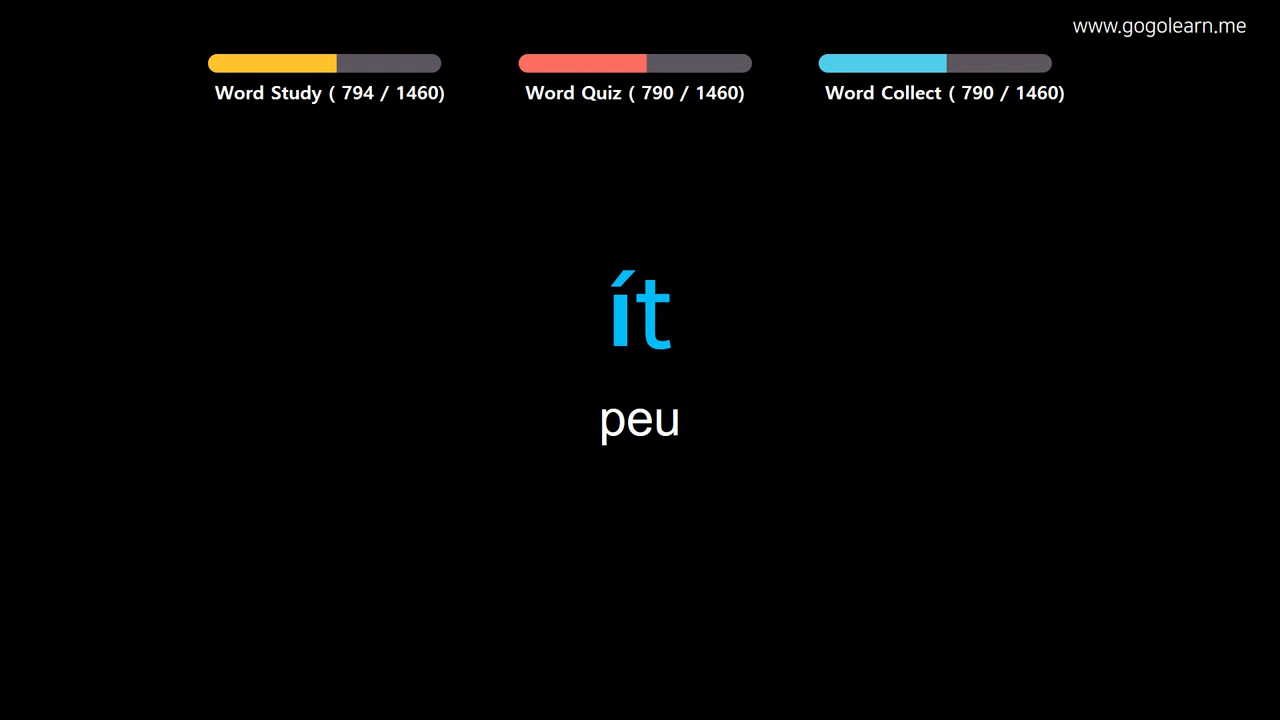 www.gogolearn.me
Word Study ( 794 / 1460)
Word Quiz ( 790 / 1460)
Word Collect ( 790 / 1460)
ít
peu